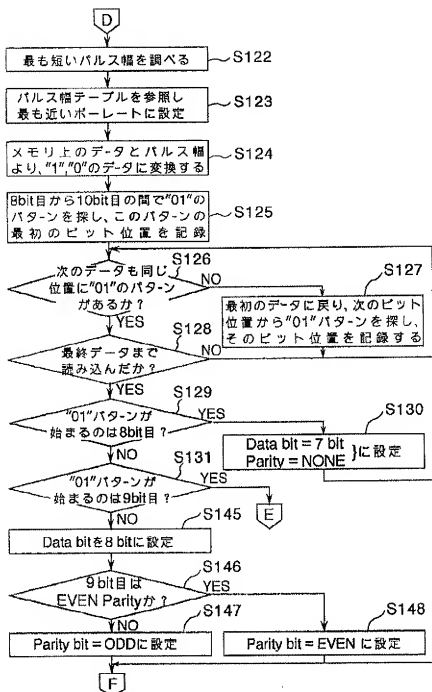 D
最も短いパルス幅を調べる
S122
パルス幅テーブルを参照し
最も近いボーレートに設定
S123
メモリ上のデータとパルス幅
より、"1","0"のデータに変換する
S124
8bit目から10bit目の間で"01"の
パターンを探し、このパターンの
最初のビット位置を記録
S125
次のデータも同じ
位置に"01"のパターン
があるか?
S126
NO
YES
最初のデータに戻り、次のビット
位置から"01"パターンを探し、
そのビット位置を記録する
S127
最終データまで
読み込んだか?
S128
NO
YES
"01"パターンが
始まるのは8bit目?
S129
YES
NO
Data bit = 7 bit
Parity = NONE
}に設定
S130
"01"パターンが
始まるのは9bit目?
S131
YES
E
NO
Data bitを8 bitに設定
S145
9 bit目は
EVEN Parityか?
S146
YES
NO
Parity bit = ODDに設定
S147
Parity bit = EVENに設定
S148
F